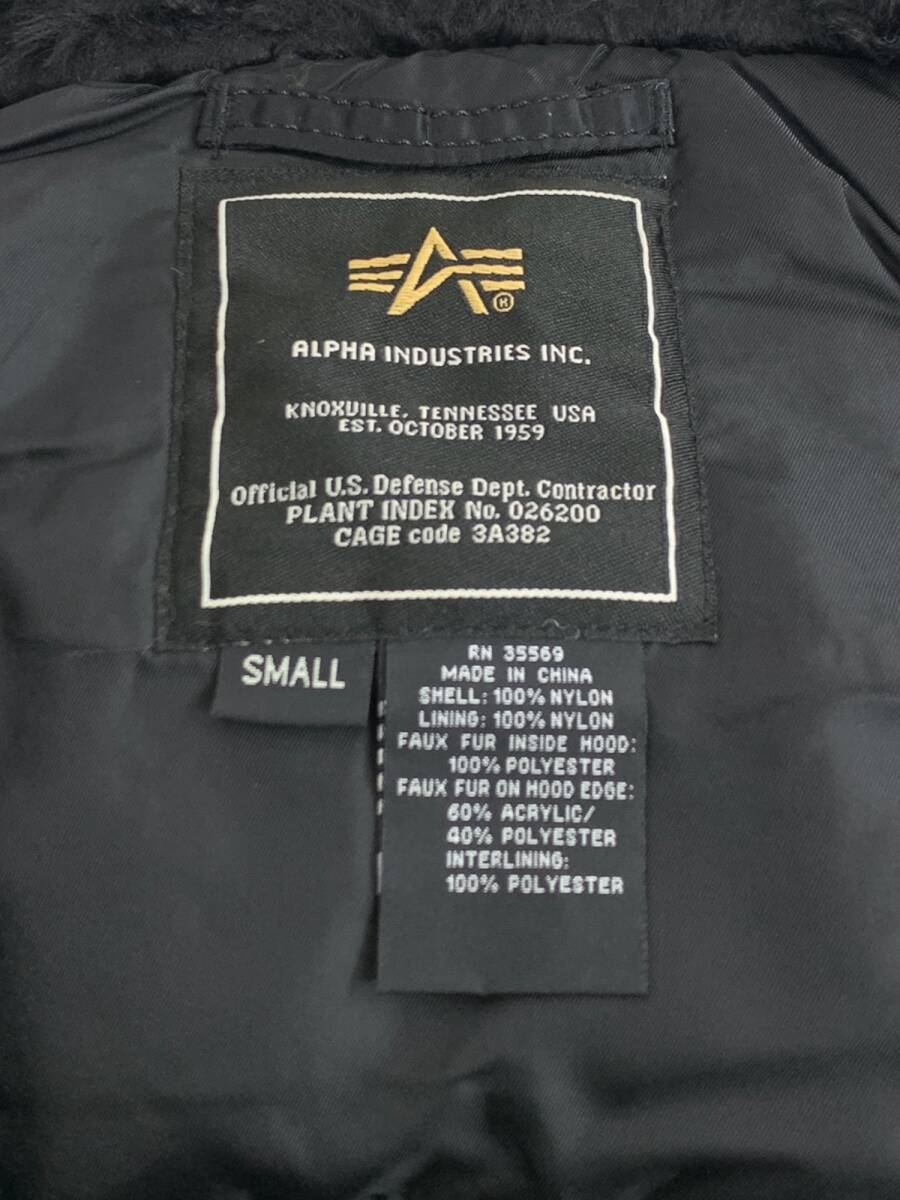 ALPHA INDUSTRIES INC.
KNOXVILLE, TENNESSEE USA
EST. OCTOBER 1959
Official U.S. Defense Dept. Contractor
PLANT INDEX No. 026200
CAGE code 3A382
SMALL
RN 35569
MADE IN CHINA
SHELL: 100% NYLON
LINING: 100% NYLON
FAUX FUR INSIDE HOOD:
100% POLYESTER
FAUX FUR ON HOOD EDGE:
60% ACRYLIC/
40% POLYESTER
INTERLINING:
100% POLYESTER